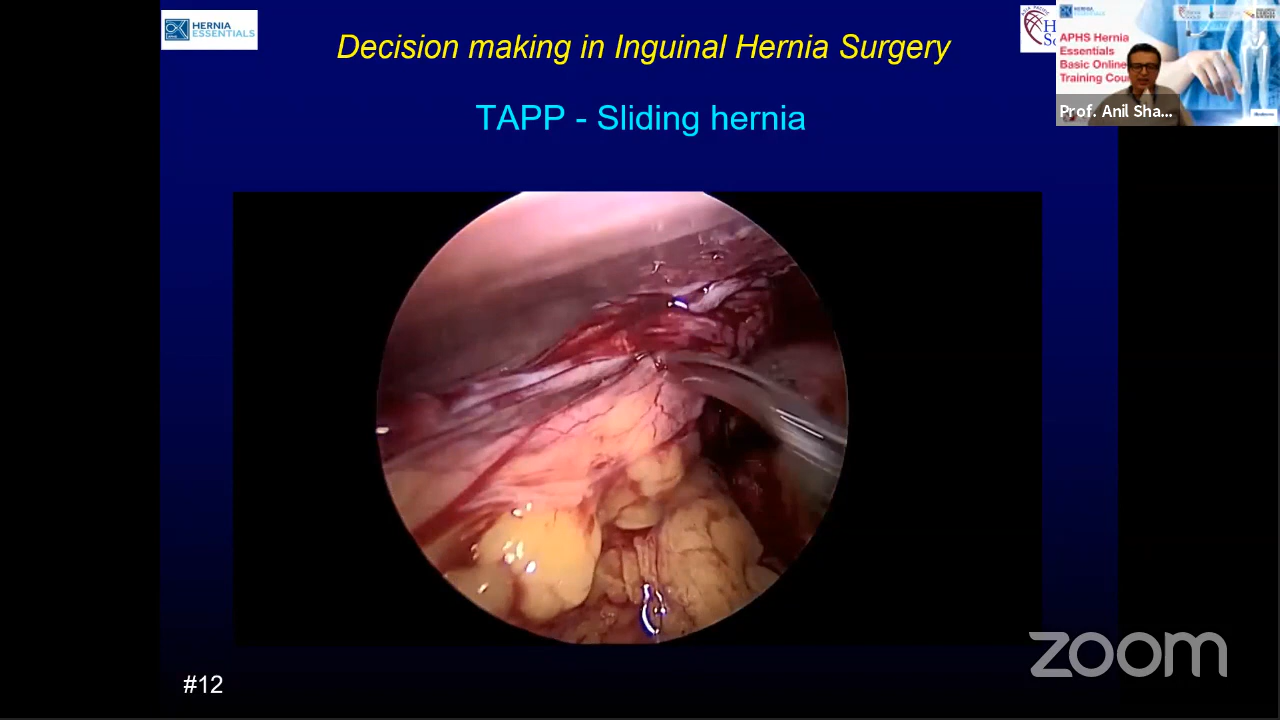 HERNIA
ESSENTIALS
Decision making in Inguinal Hernia Surgery
TAPP - Sliding hernia
APHS Hernia
Essentials
Basic Online
Training Cou
Prof. Anil Sha...
#12
zoom